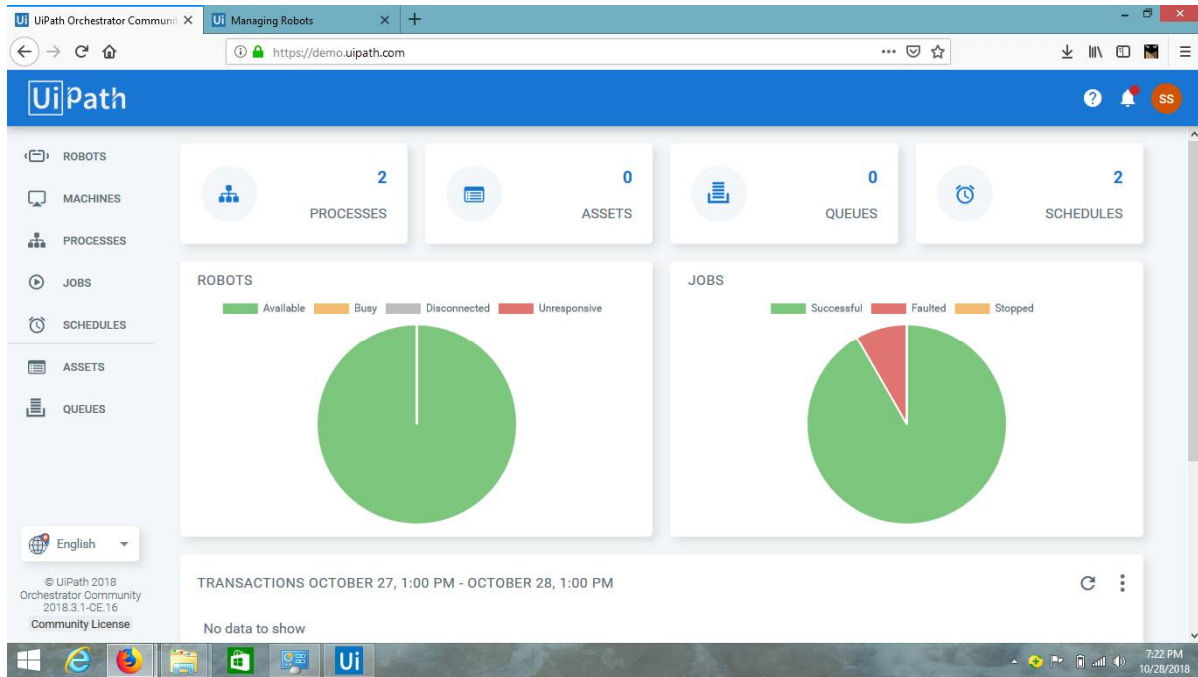 UiPath Orchestrator Communit
Managing Robots
https://demo.uipath.com
UiPath
SS
ROBOTS
MACHINES
PROCESSES
JOBS
SCHEDULES
ASSETS
QUEUES
2
PROCESSES
0
ASSETS
0
QUEUES
2
SCHEDULES
ROBOTS
Available Busy Disconnected Unresponsive
JOBS
Successful Faulted Stopped
TRANSACTIONS OCTOBER 27, 1:00 PM - OCTOBER 28, 1:00 PM
No data to show
English
© UiPath 2018
Orchestrator Community
2018.3.1-CE.16
Community License
Ui
7:22 PM
10/28/2018